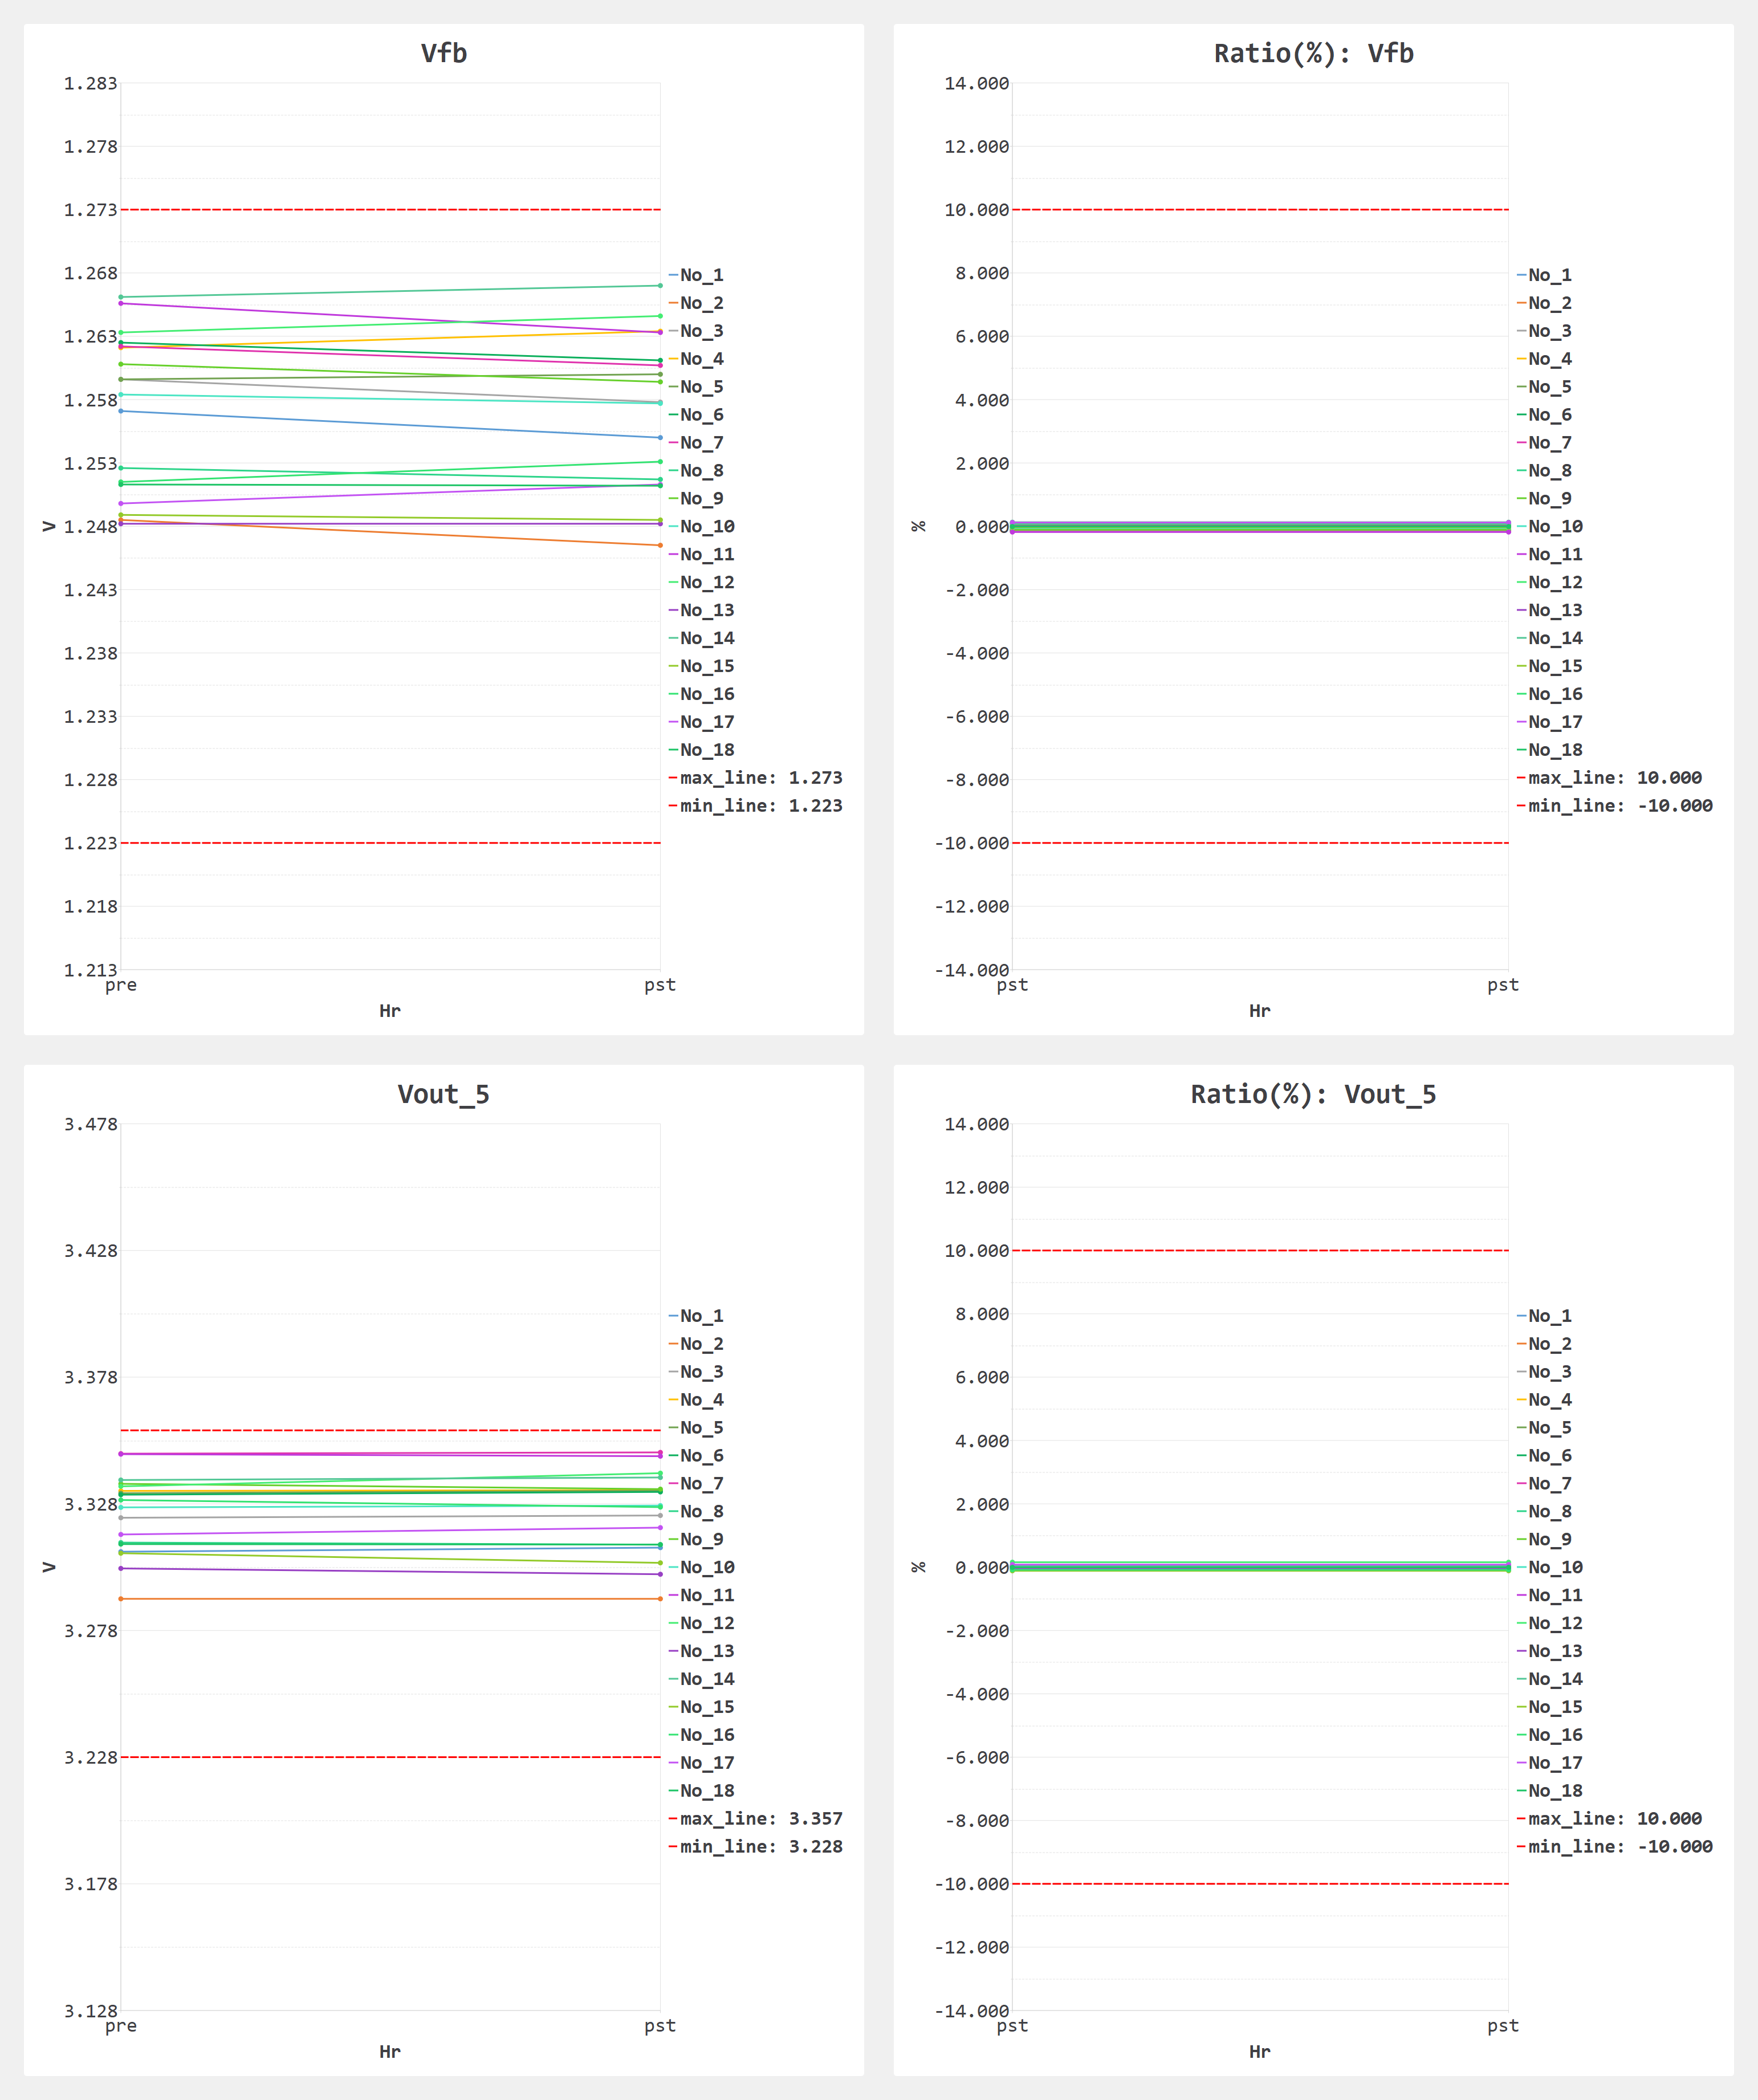 Vfb
1.283
1.278
1.273
1.268
1.263
1.258
1.253
1.248
1.243
1.238
1.233
1.228
1.223
1.218
1.213
V
pre
pst
Hr
No_1
No_2
No_3
No_4
No_5
No_6
No_7
No_8
No_9
No_10
No_11
No_12
No_13
No_14
No_15
No_16
No_17
No_18
max_line: 1.273
min_line: 1.223
Ratio(%): Vfb
14.000
12.000
10.000
8.000
6.000
4.000
2.000
0.000
-2.000
-4.000
-6.000
-8.000
-10.000
-12.000
-14.000
%
pst
pst
Hr
No_1
No_2
No_3
No_4
No_5
No_6
No_7
No_8
No_9
No_10
No_11
No_12
No_13
No_14
No_15
No_16
No_17
No_18
max_line: 10.000
min_line: -10.000
Vout_5
3.478
3.428
3.378
3.328
3.278
3.228
3.178
3.128
V
pre
pst
Hr
No_1
No_2
No_3
No_4
No_5
No_6
No_7
No_8
No_9
No_10
No_11
No_12
No_13
No_14
No_15
No_16
No_17
No_18
max_line: 3.357
min_line: 3.228
Ratio(%): Vout_5
14.000
12.000
10.000
8.000
6.000
4.000
2.000
0.000
-2.000
-4.000
-6.000
-8.000
-10.000
-12.000
-14.000
%
pst
pst
Hr
No_1
No_2
No_3
No_4
No_5
No_6
No_7
No_8
No_9
No_10
No_11
No_12
No_13
No_14
No_15
No_16
No_17
No_18
max_line: 10.000
min_line: -10.000